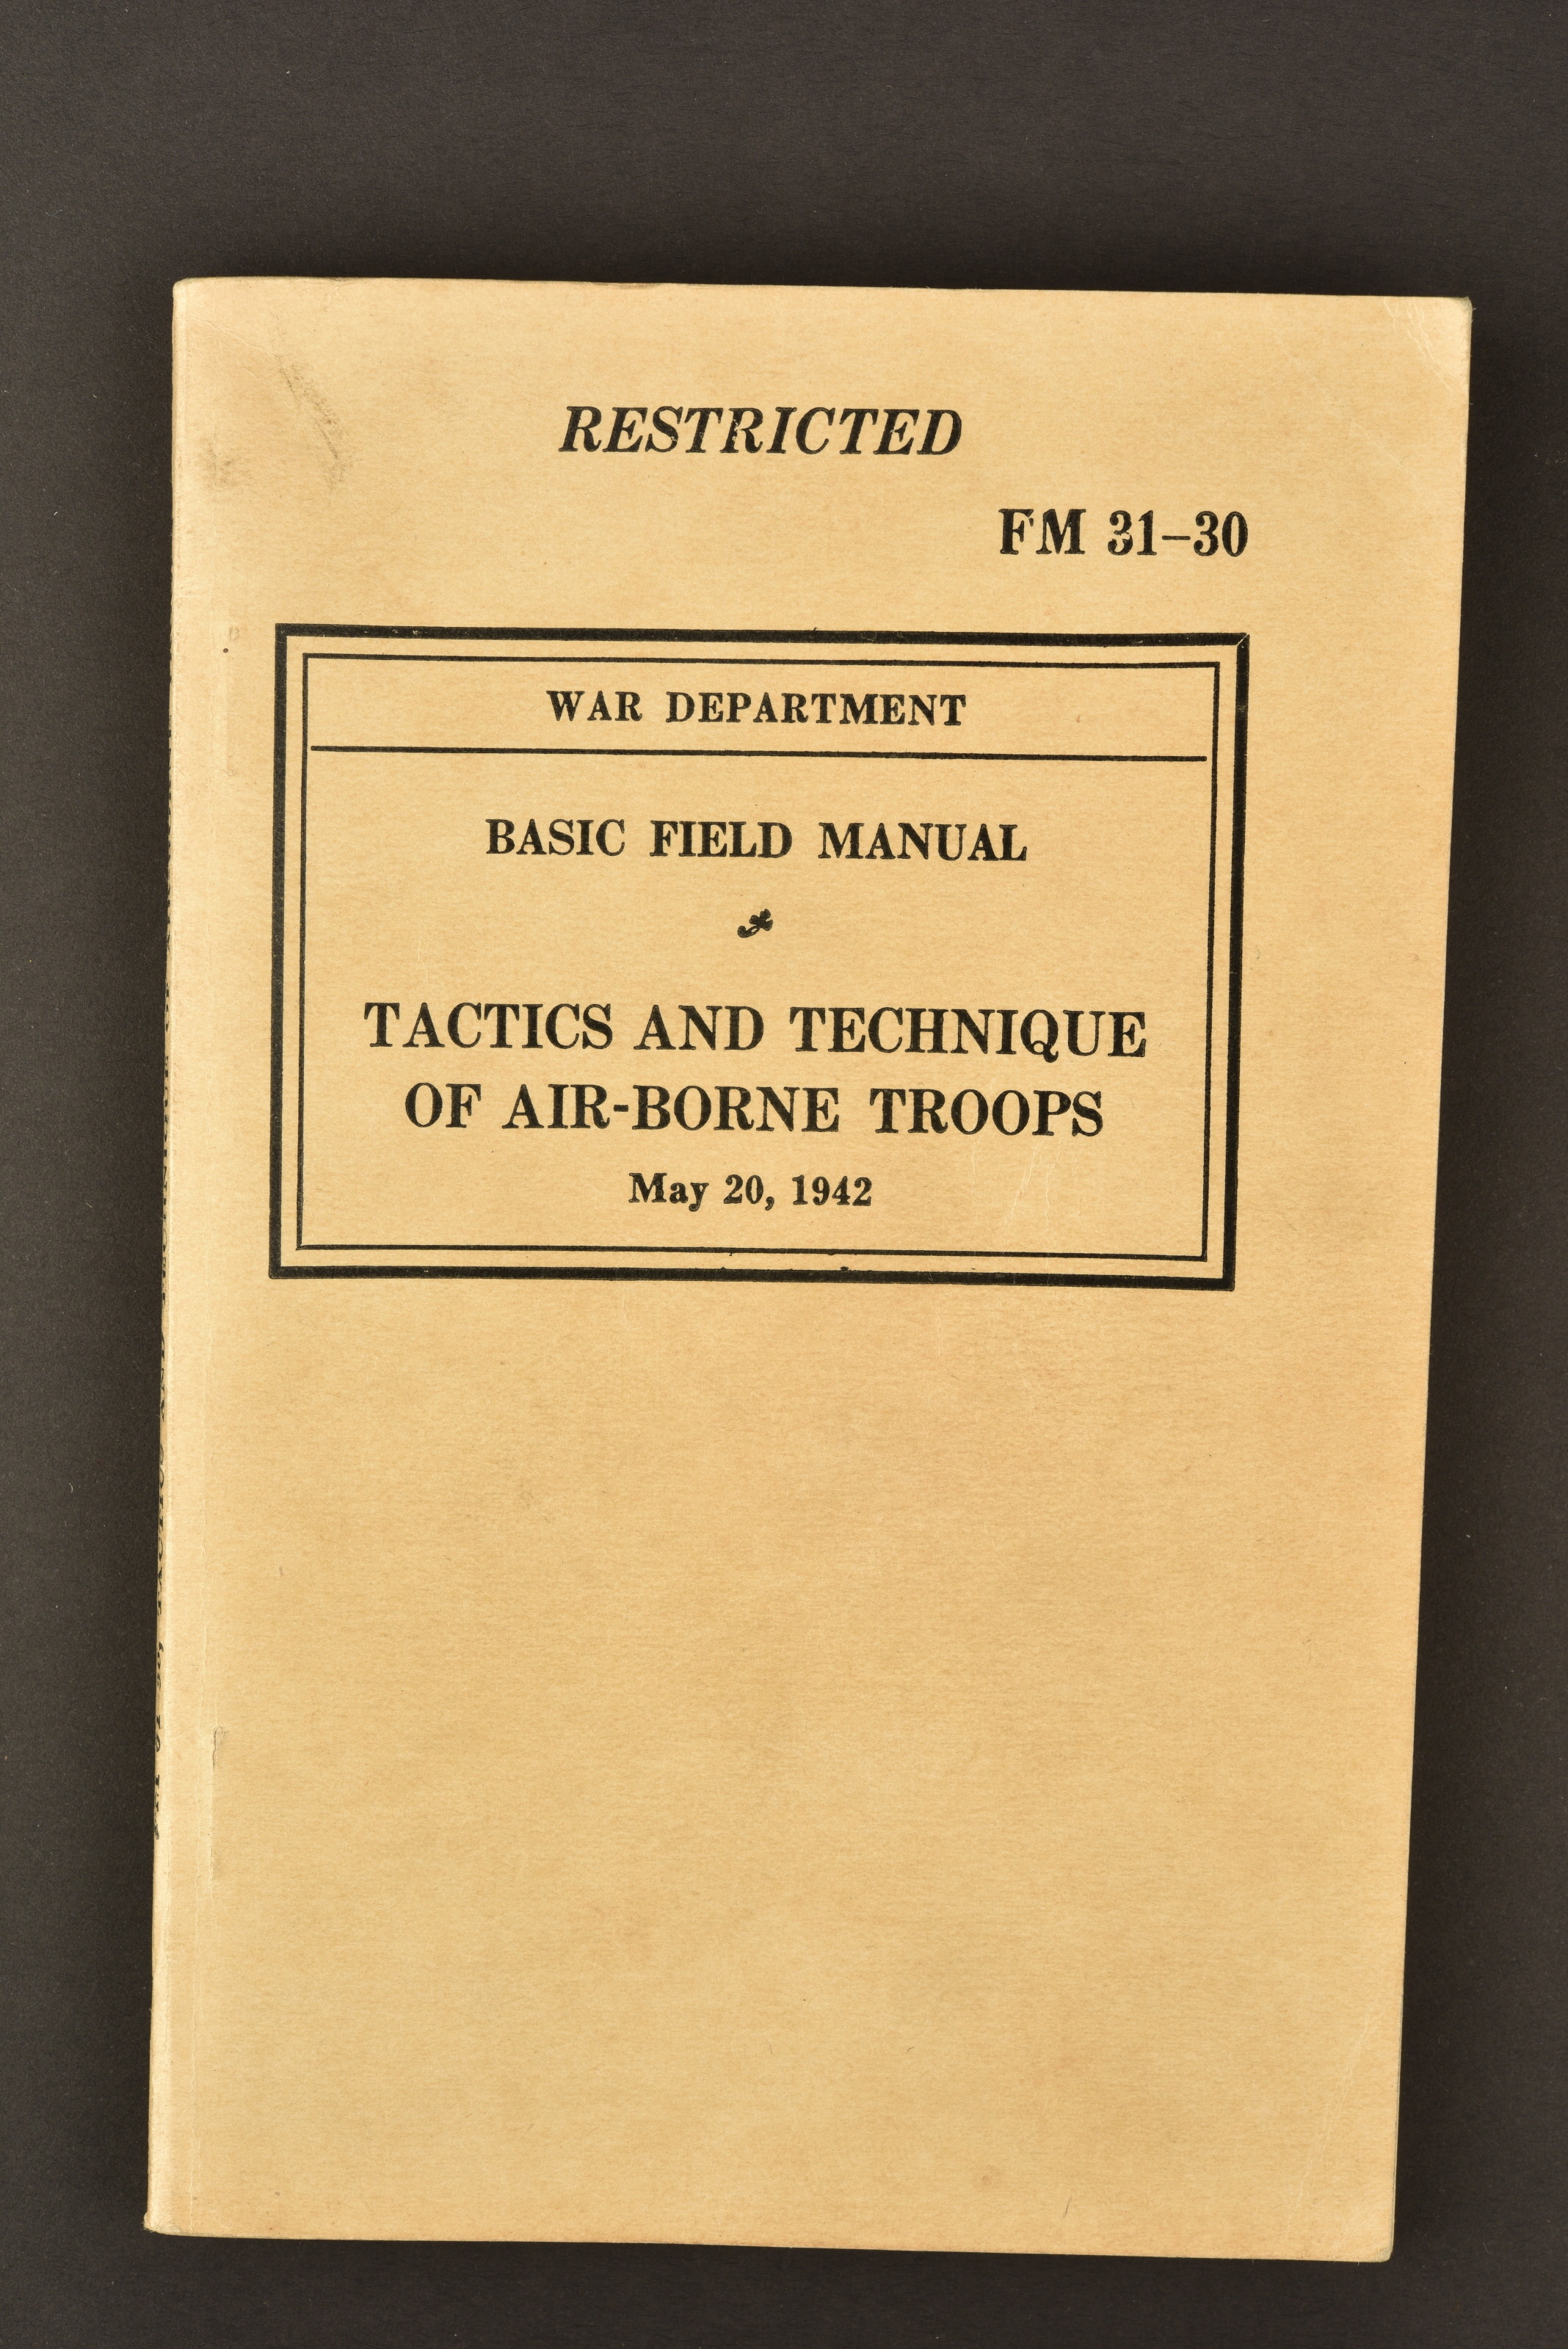 RESTRICTED
FM 31–30
WAR DEPARTMENT
BASIC FIELD MANUAL
TACTICS AND TECHNIQUE
OF AIR-BORNE TROOPS
May 20, 1942